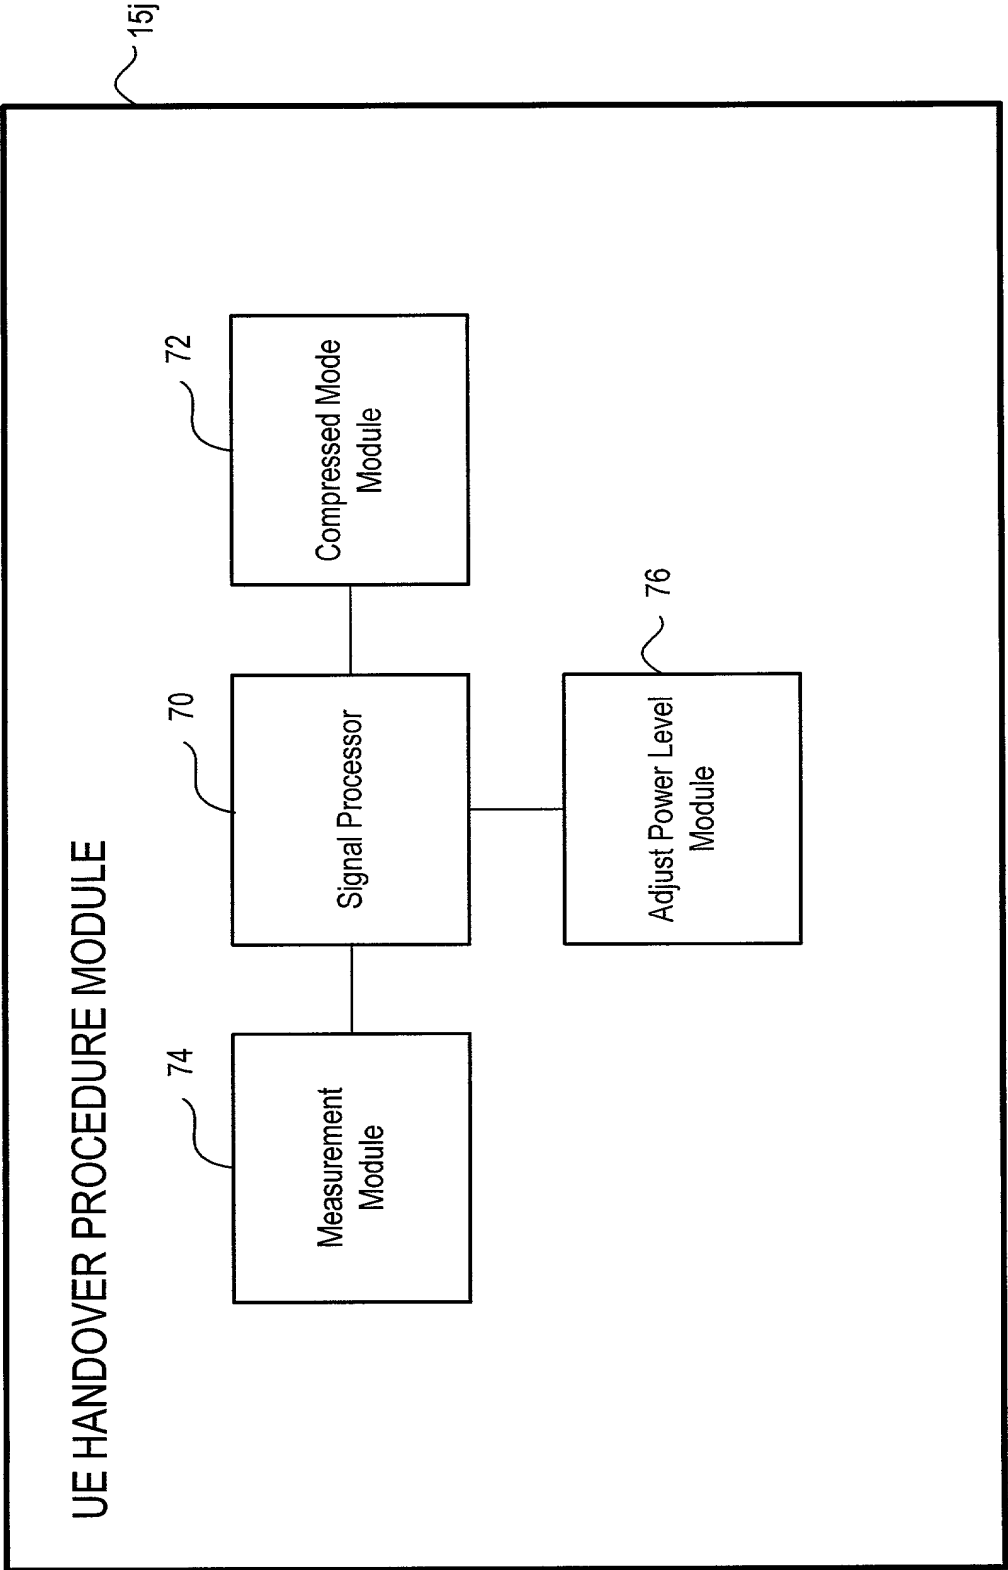 UE HANDOVER PROCEDURE MODULE
15j
74
Measurement
Module
70
Signal Processor
72
Compressed Mode
Module
76
Adjust Power Level
Module